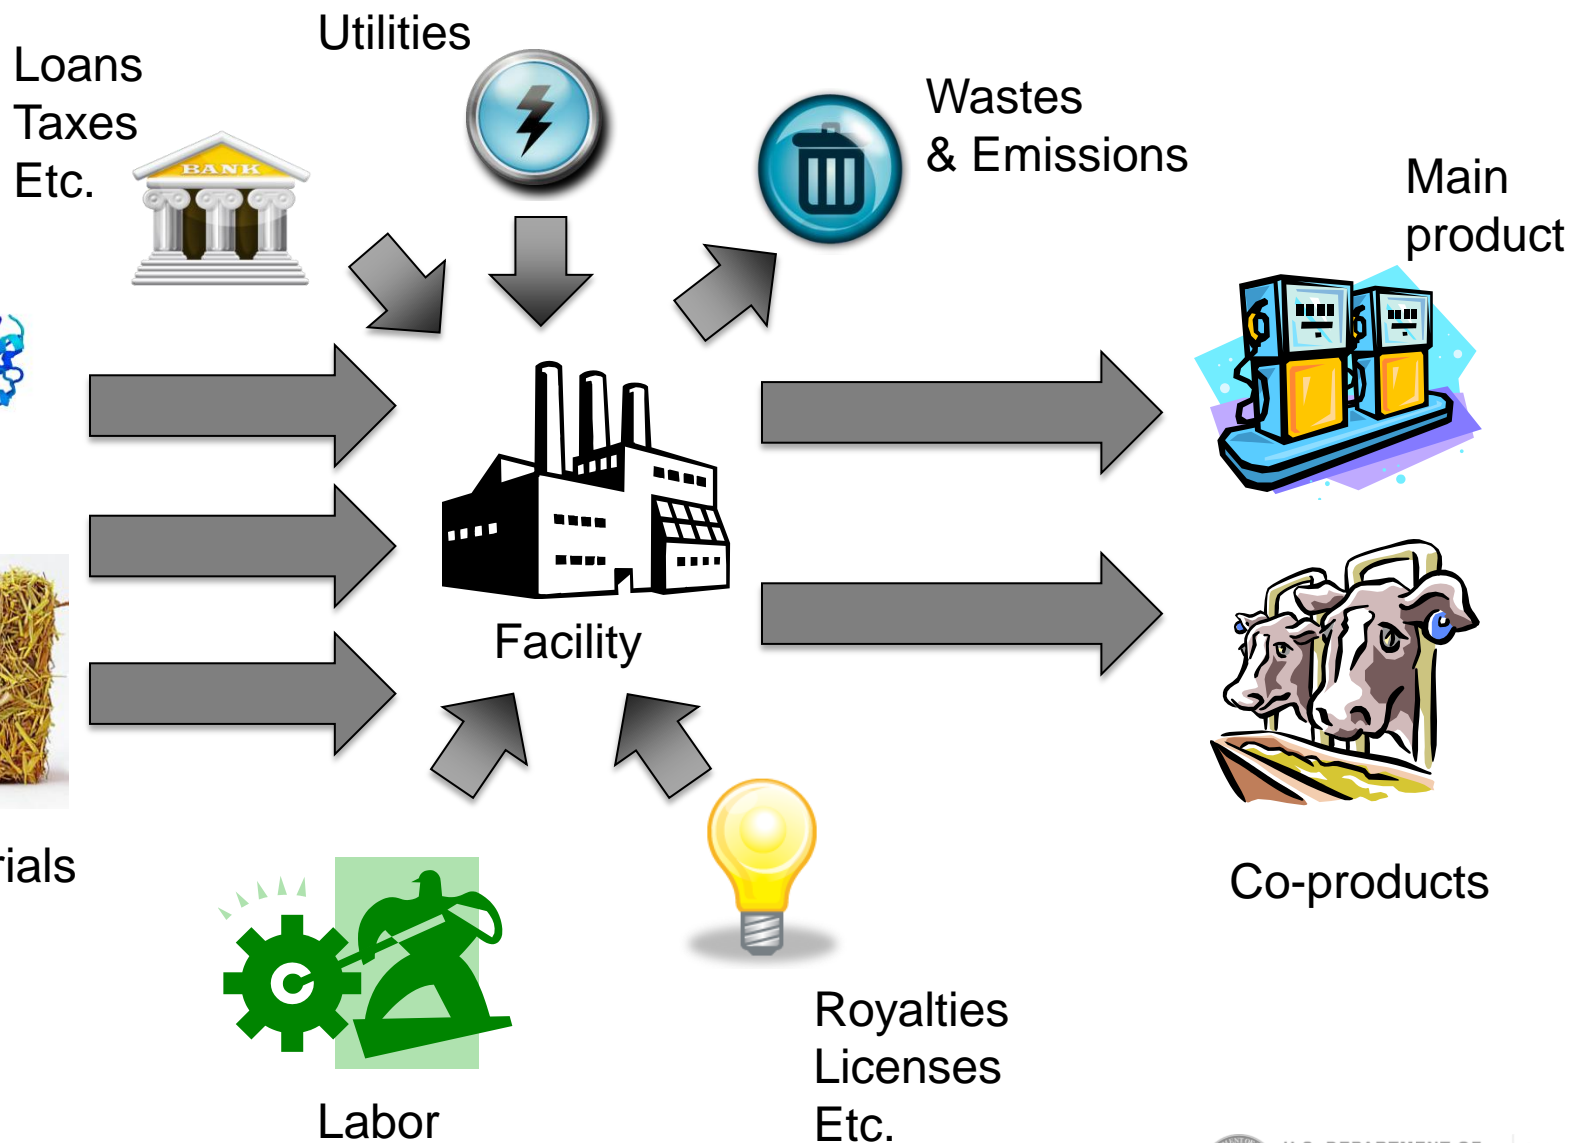 Utilities
Loans
Taxes
Etc.
BANK
Wastes
& Emissions
Main
product
Facility
rials
Co-products
Royalties
Licenses
Etc.
Labor